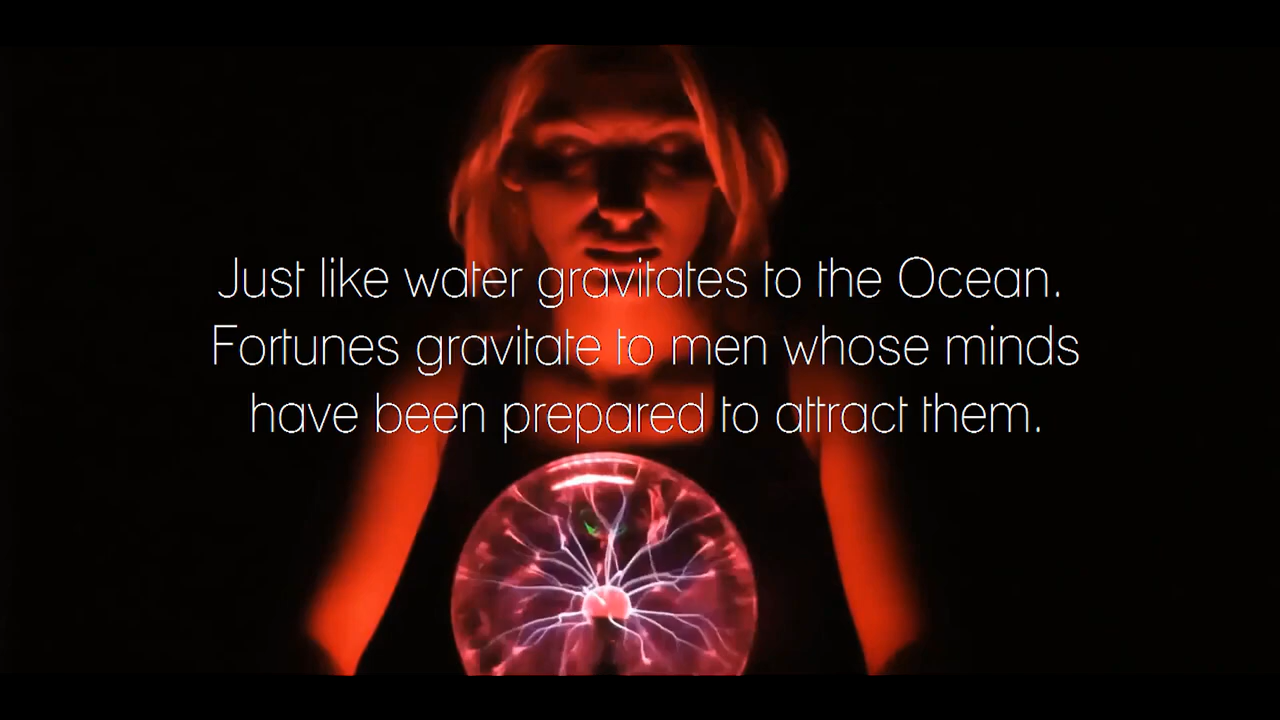 Just like water gravitates to the Ocean.
Fortunes gravitate to men whose minds
have been prepared to attract them.